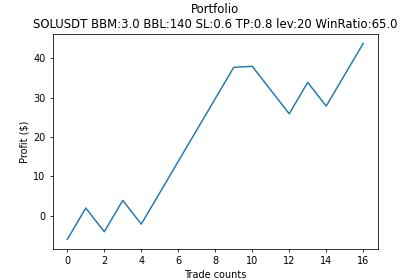 Portfolio
SOLUSDT BBM:3.0 BBL:140 SL:0.6 TP:0.8 lev:20 WinRatio:65.0
40
30
20
10
0
Profit ($)
0 2 4 6 8 10 12 14 16
Trade counts